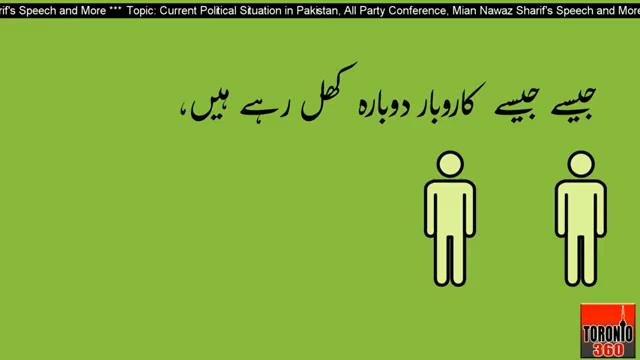 if's Speech and More *** Topic: Current Political Situation in Pakistan, All Party Conference, Mian Nawaz Sharif's Speech and More
جیسے جیسے کاروبار دوبارہ کھل رہے ہیں،
TORONTO
360